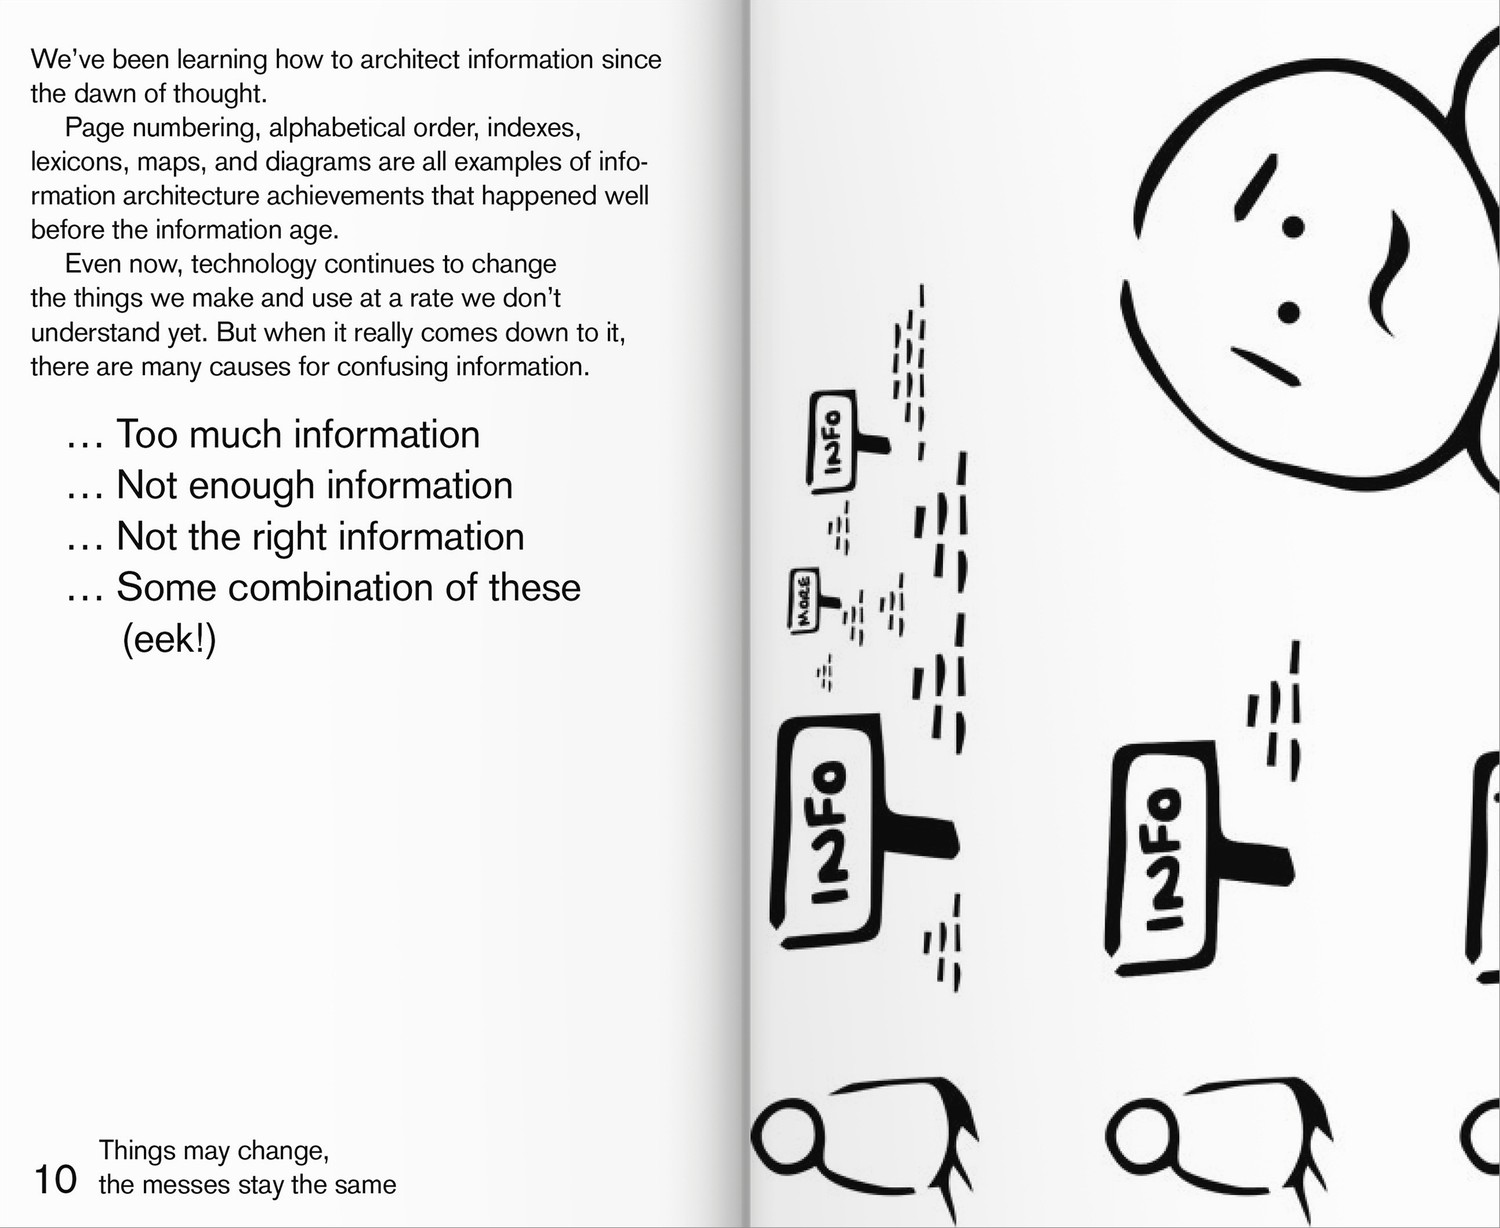 We've been learning how to architect information since
the dawn of thought.
Page numbering, alphabetical order, indexes,
lexicons, maps, and diagrams are all examples of info-
rmation architecture achievements that happened well
before the information age.
Even now, technology continues to change
the things we make and use at a rate we don't
understand yet. But when it really comes down to it,
there are many causes for confusing information.
… Too much information
… Not enough information
… Not the right information
… Some combination of these
(eek!)
10
Things may change,
the messes stay the same
INFO
MORE
INFO
INFO